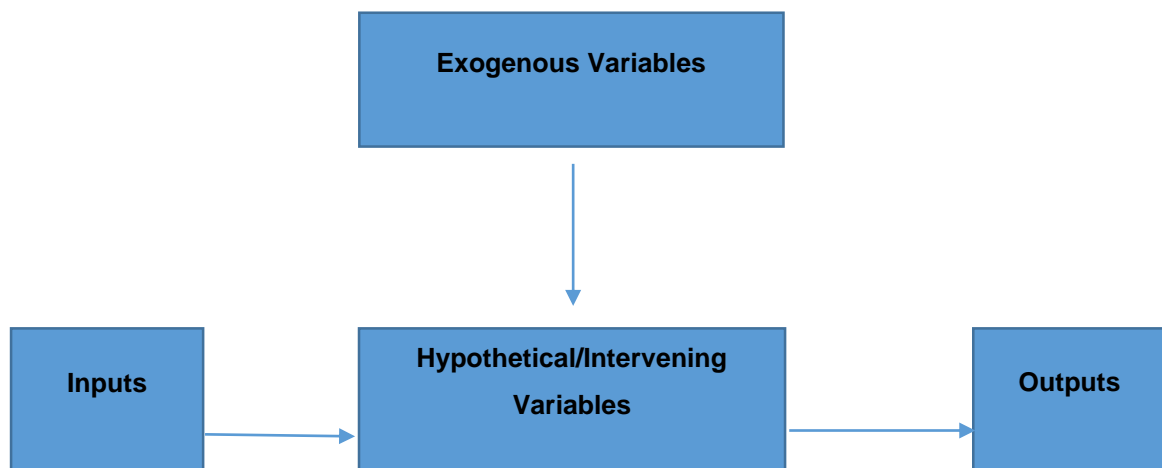 Exogenous Variables
Inputs
Hypothetical/Intervening
Variables
Outputs